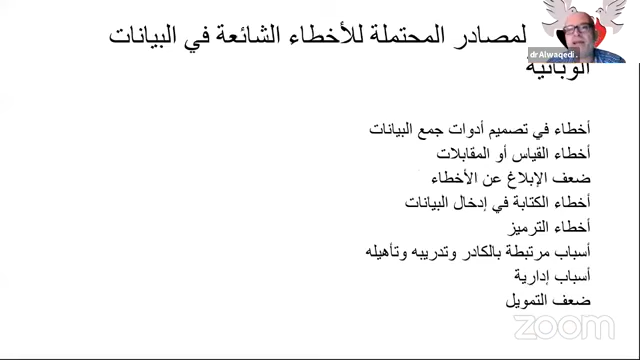 لمصادر المحتملة للأخطاء الشائعة في البيانات
الوبائية
dr Alwaqedi
أخطاء في تصميم أدوات جمع البيانات
أخطاء القياس أو المقابلات
ضعف الإبلاغ عن الأخطاء
أخطاء الكتابة في إدخال البيانات
أخطاء الترميز
أسباب مرتبطة بالكادر وتدريبه وتأهيله
أسباب إدارية
ضعف التمويل
zoom